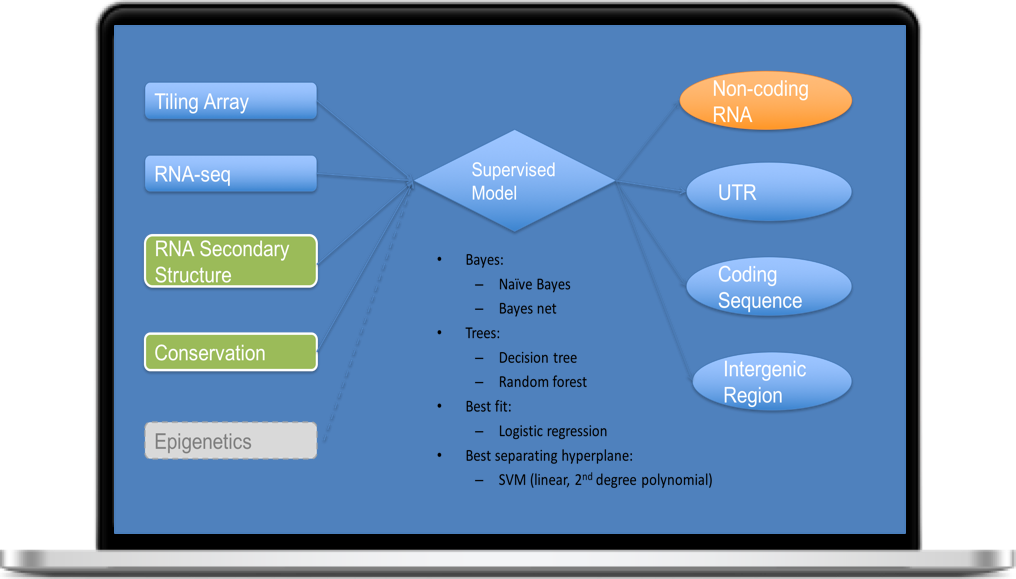 Tiling Array
RNA-seq
RNA Secondary
Structure
Conservation
Epigenetics
Supervised
Model
• Bayes:
– Naïve Bayes
– Bayes net
• Trees:
– Decision tree
– Random forest
• Best fit:
– Logistic regression
• Best separating hyperplane:
– SVM (linear, 2nd degree polynomial)
Non-coding
RNA
UTR
Coding
Sequence
Intergenic
Region